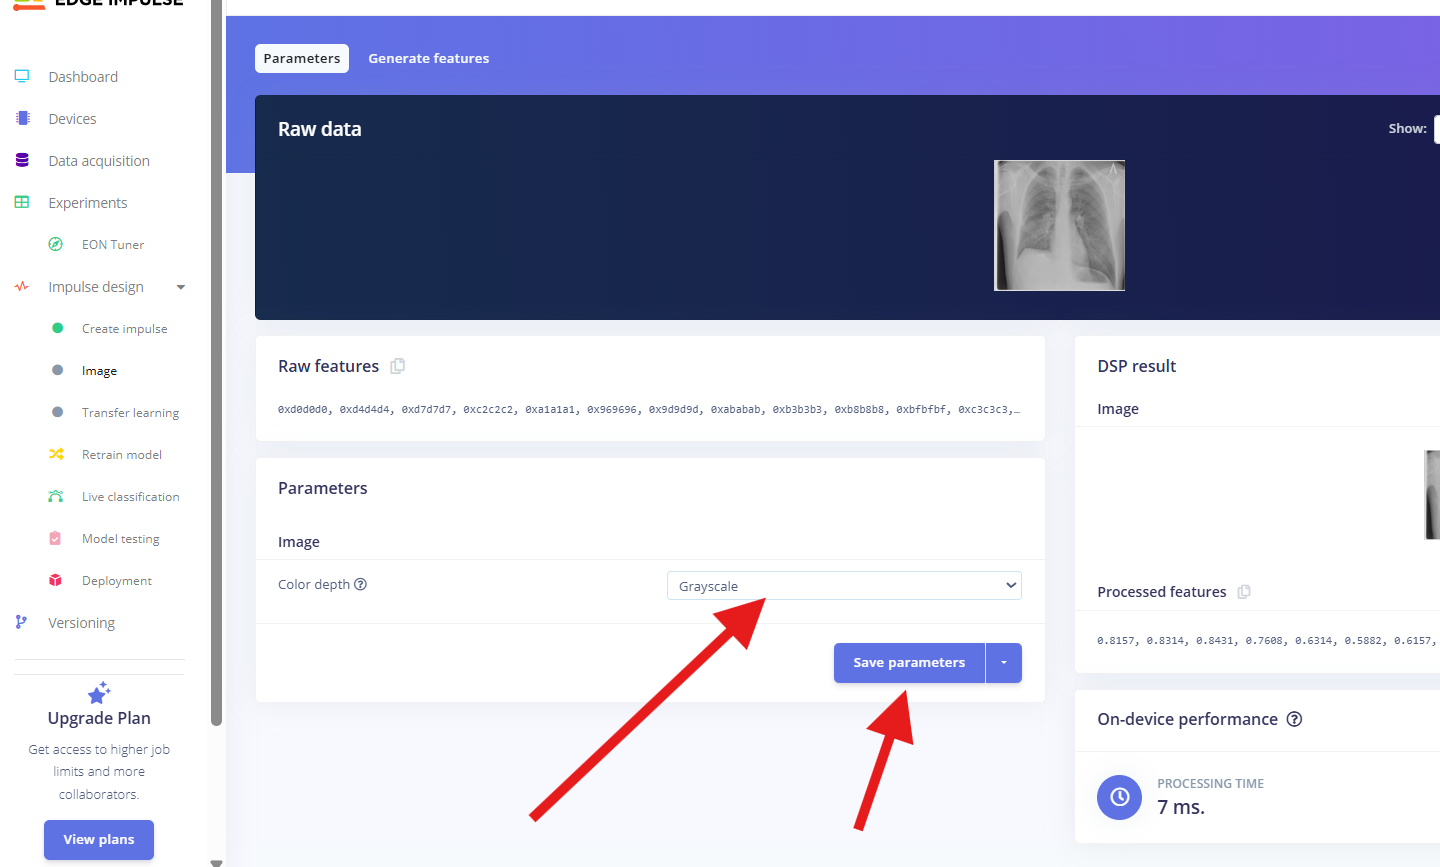 EDGE IMPULSE
Dashboard
Devices
Data acquisition
Experiments
EON Tuner
Impulse design
Create impulse
Image
Transfer learning
Retrain model
Live classification
Model testing
Deployment
Versioning
Upgrade Plan
Get access to higher job
limits and more
collaborators.
View plans
Parameters
Generate features
Raw data
Show:
Raw features
0xd0d0d0, 0xd4d4d4, 0xd7d7d7, 0xc2c2c2, 0xa1a1a1, 0x969696, 0x9d9d9d, 0xababab, 0xb3b3b3, 0xb8b8b8, 0xbfbfbf, 0xc3c3c3,…
Parameters
Image
Color depth
Grayscale
Save parameters
DSP result
Image
Processed features
0.8157, 0.8314, 0.8431, 0.7608, 0.6314, 0.5882, 0.6157,
On-device performance
PROCESSING TIME
7 ms.